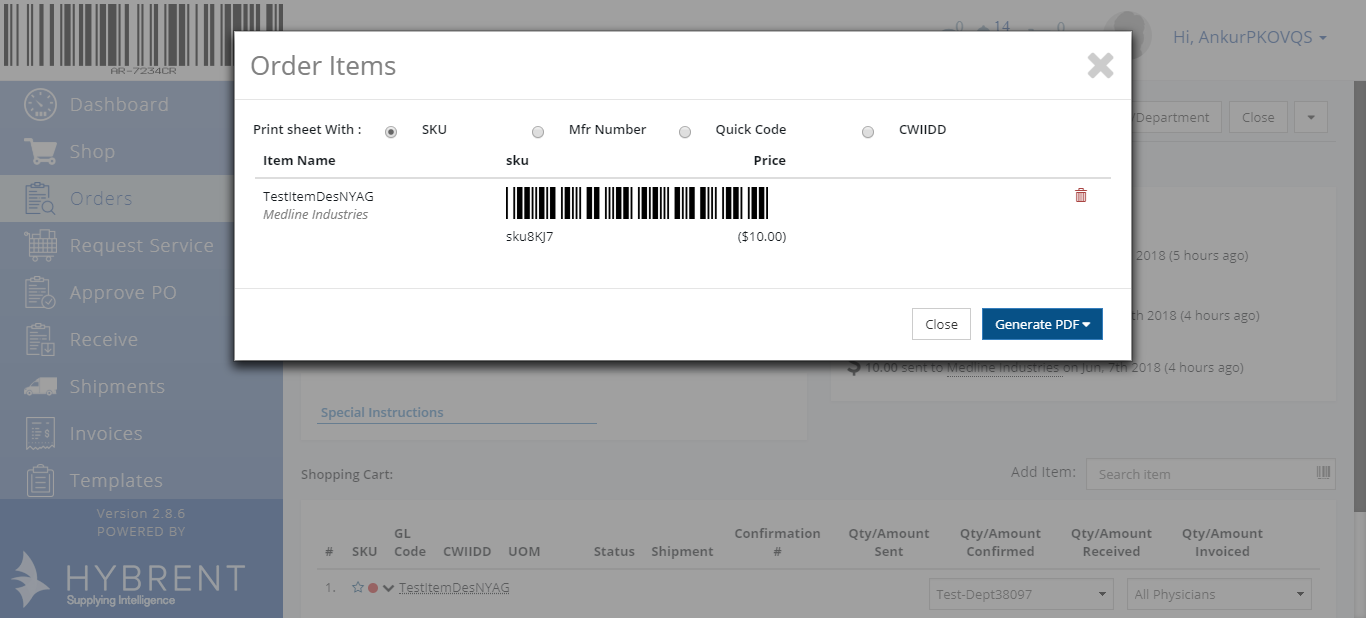 AR-7234CR
0 14 0
Hi, AnkurPKOVQS
Order Items
Print sheet With : SKU Mfr Number Quick Code CWIIDD
Item Name sku Price
TestItemDesNYAG
Medline Industries
sku8KJ7 ($10.00)
Close Generate PDF
Dashboard
Shop
Orders
Request Service
Approve PO
Receive
Shipments
Invoices
Templates
Version 2.8.6
POWERED BY
HYBRENT
Supplying Intelligence
/Department Close
2018 (5 hours ago)
th 2018 (4 hours ago)
$ 10.00 sent to Medline Industries on Jun, 7th 2018 (4 hours ago)
Special Instructions
Shopping Cart:
Add Item: Search item
# SKU GL Code CWIIDD UOM Status Shipment Confirmation # Qty/Amount Sent Qty/Amount Confirmed Qty/Amount Received Qty/Amount Invoiced
1. TestItemDesNYAG Test-Dept38097 All Physicians